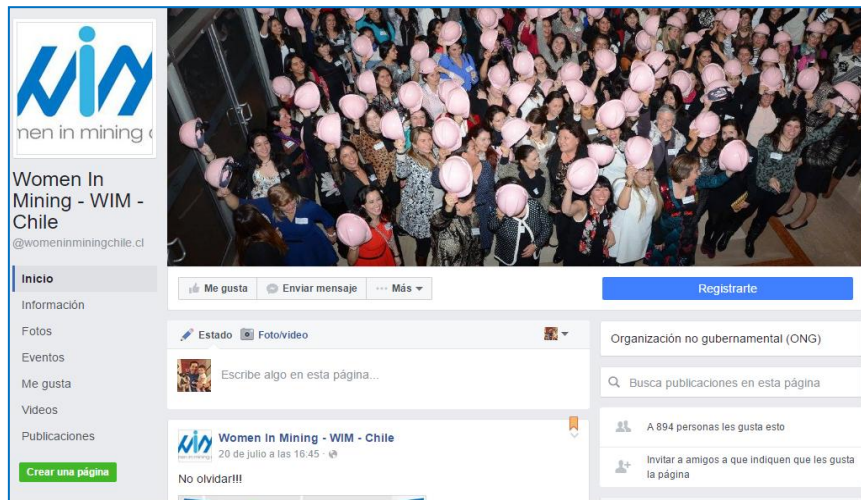 WiM
men in mining c
Women In
Mining - WIM -
Chile
@womeninminingchile.cl
Inicio
Información
Fotos
Eventos
Me gusta
Videos
Publicaciones
Crear una página
Me gusta
Enviar mensaje
··· Más
Registrarte
Estado
Foto/video
Escribe algo en esta página...
Women In Mining - WIM - Chile
20 de julio a las 16:45 ·
No olvidar!!!
Organización no gubernamental (ONG)
Busca publicaciones en esta página
A 894 personas les gusta esto
Invitar a amigos a que indiquen que les gusta
la página